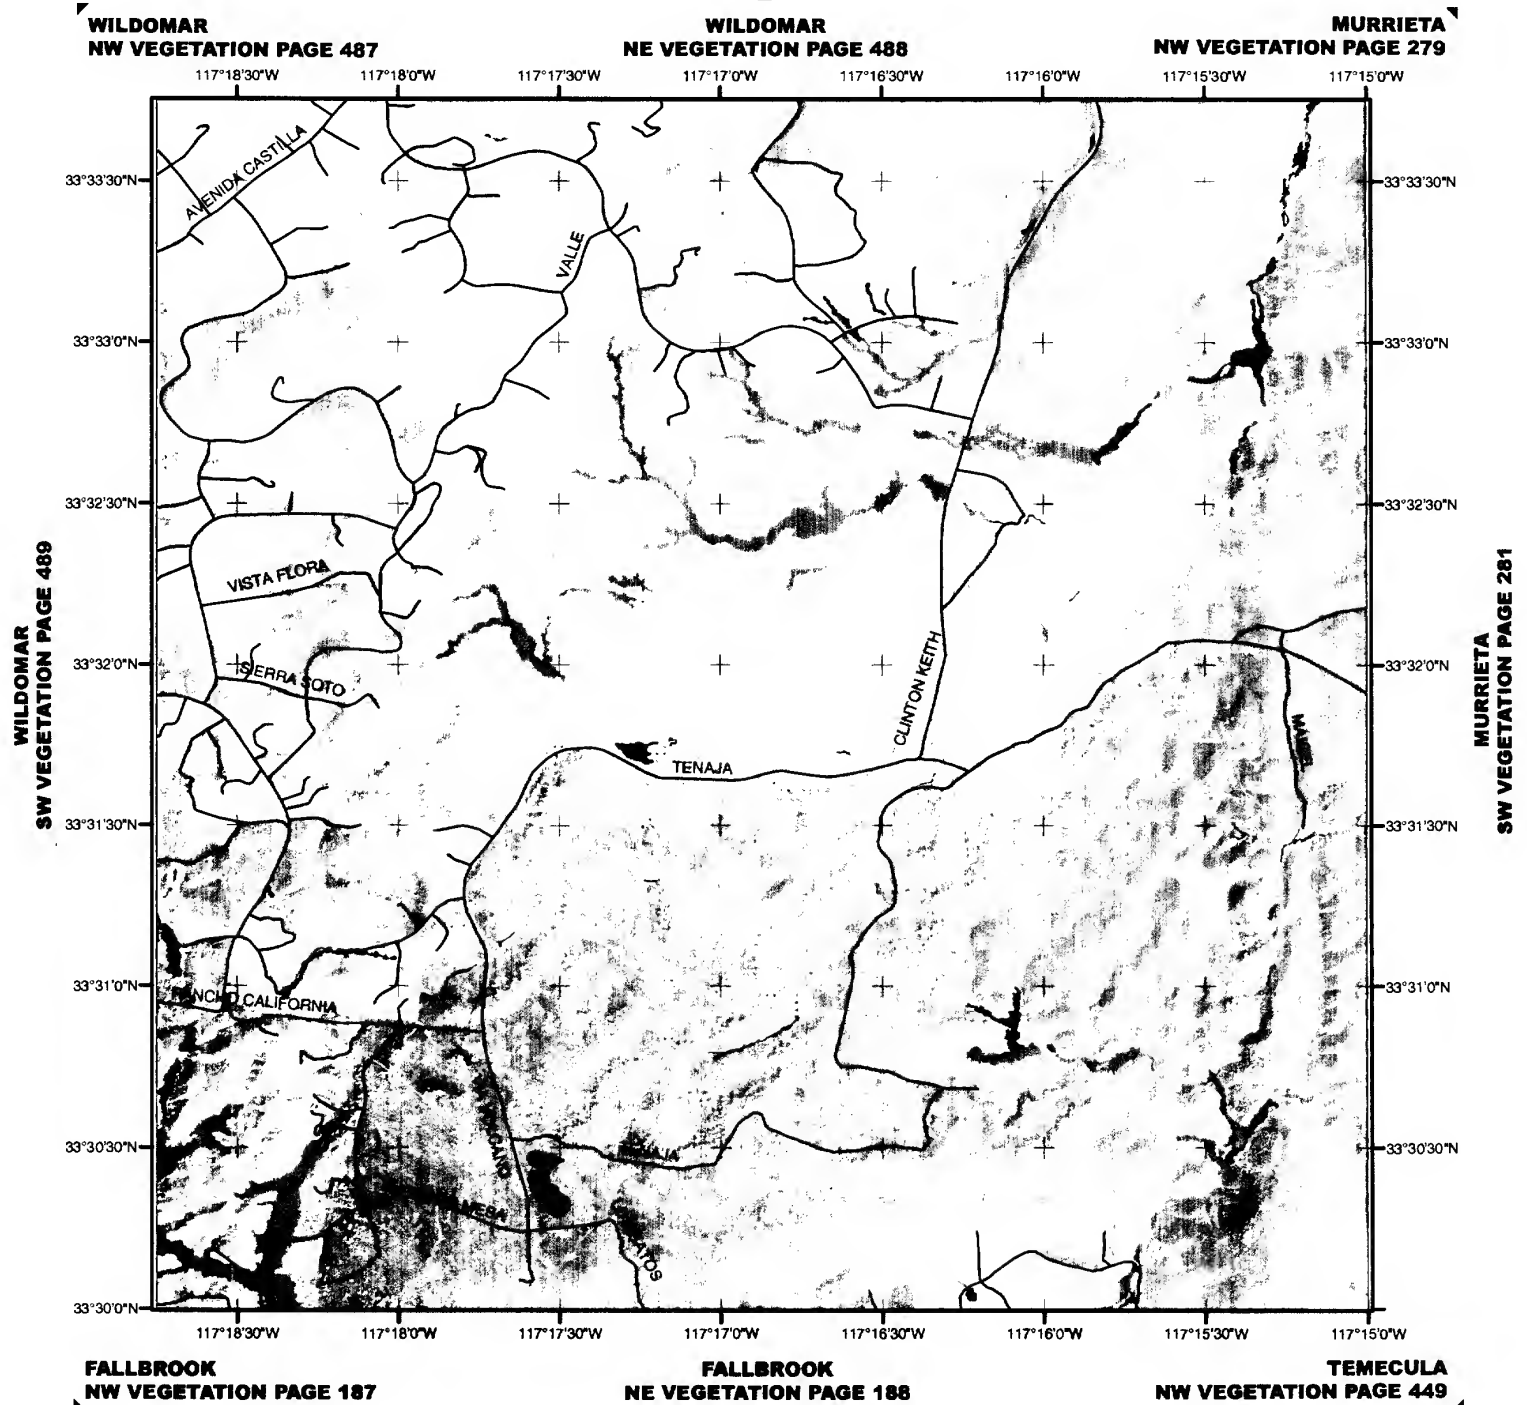 WILDOMAR
NW VEGETATION PAGE 487
WILDOMAR
NE VEGETATION PAGE 488
MURRIETA
NW VEGETATION PAGE 279
117°18'30"W
117°18'0"W
117°17'30"W
117°17'0"W
117°16'30"W
117°16'0"W
117°15'30"W
117°15'0"W
AVENIDA CASTILLA
33°33'30"N
33°33'30"N
VALLE
33°33'0"N
33°33'0"N
33°32'30"N
33°32'30"N
WILDOMAR
SW VEGETATION PAGE 489
MURRIETA
SW VEGETATION PAGE 281
VISTA FLORA
33°32'0"N
33°32'0"N
SIERRA SOTO
CLINTON KEITH
TENAJA
33°31'30"N
33°31'30"N
33°31'0"N
33°31'0"N
RANCHO CALIFORNIA
33°30'30"N
33°30'30"N
TENAJA
MESA
33°30'0"N
33°30'0"N
117°18'30"W
117°18'0"W
117°17'30"W
117°17'0"W
117°16'30"W
117°16'0"W
117°15'30"W
117°15'0"W
FALLBROOK
NW VEGETATION PAGE 187
FALLBROOK
NE VEGETATION PAGE 188
TEMECULA
NW VEGETATION PAGE 449